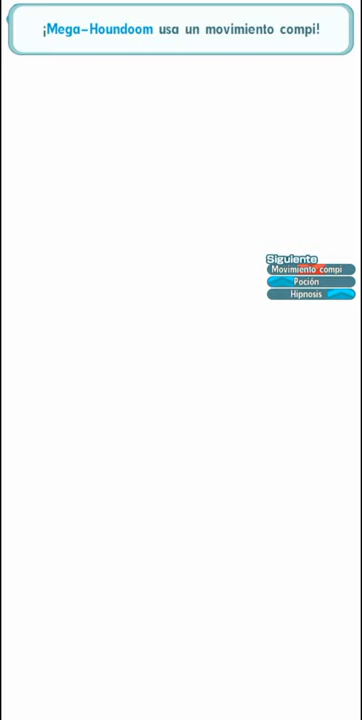 ¡Mega-Houndoom usa un movimiento compi!
Siguiente
Movimiento compi
Poción
Hipnosis